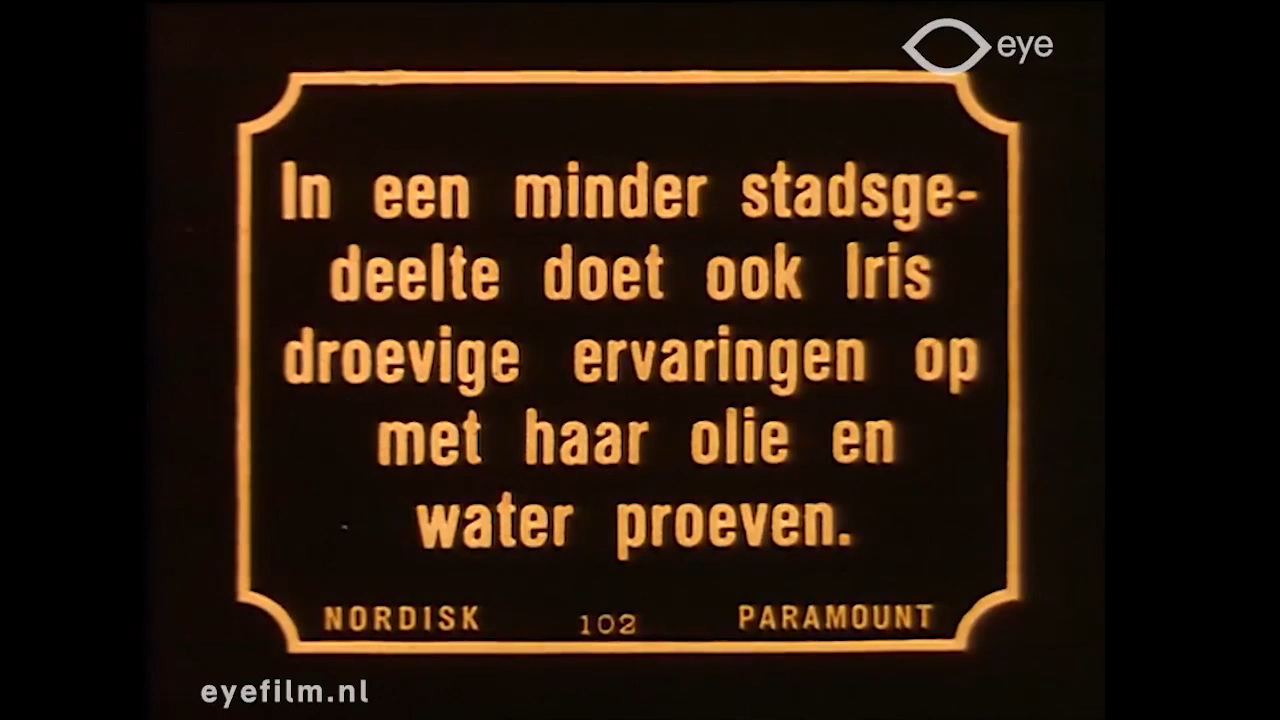 eye
In een minder stadsge-
deelte doet ook Iris
droevige ervaringen op
met haar olie en
water proeven.
NORDISK 102 PARAMOUNT
eyefilm.nl